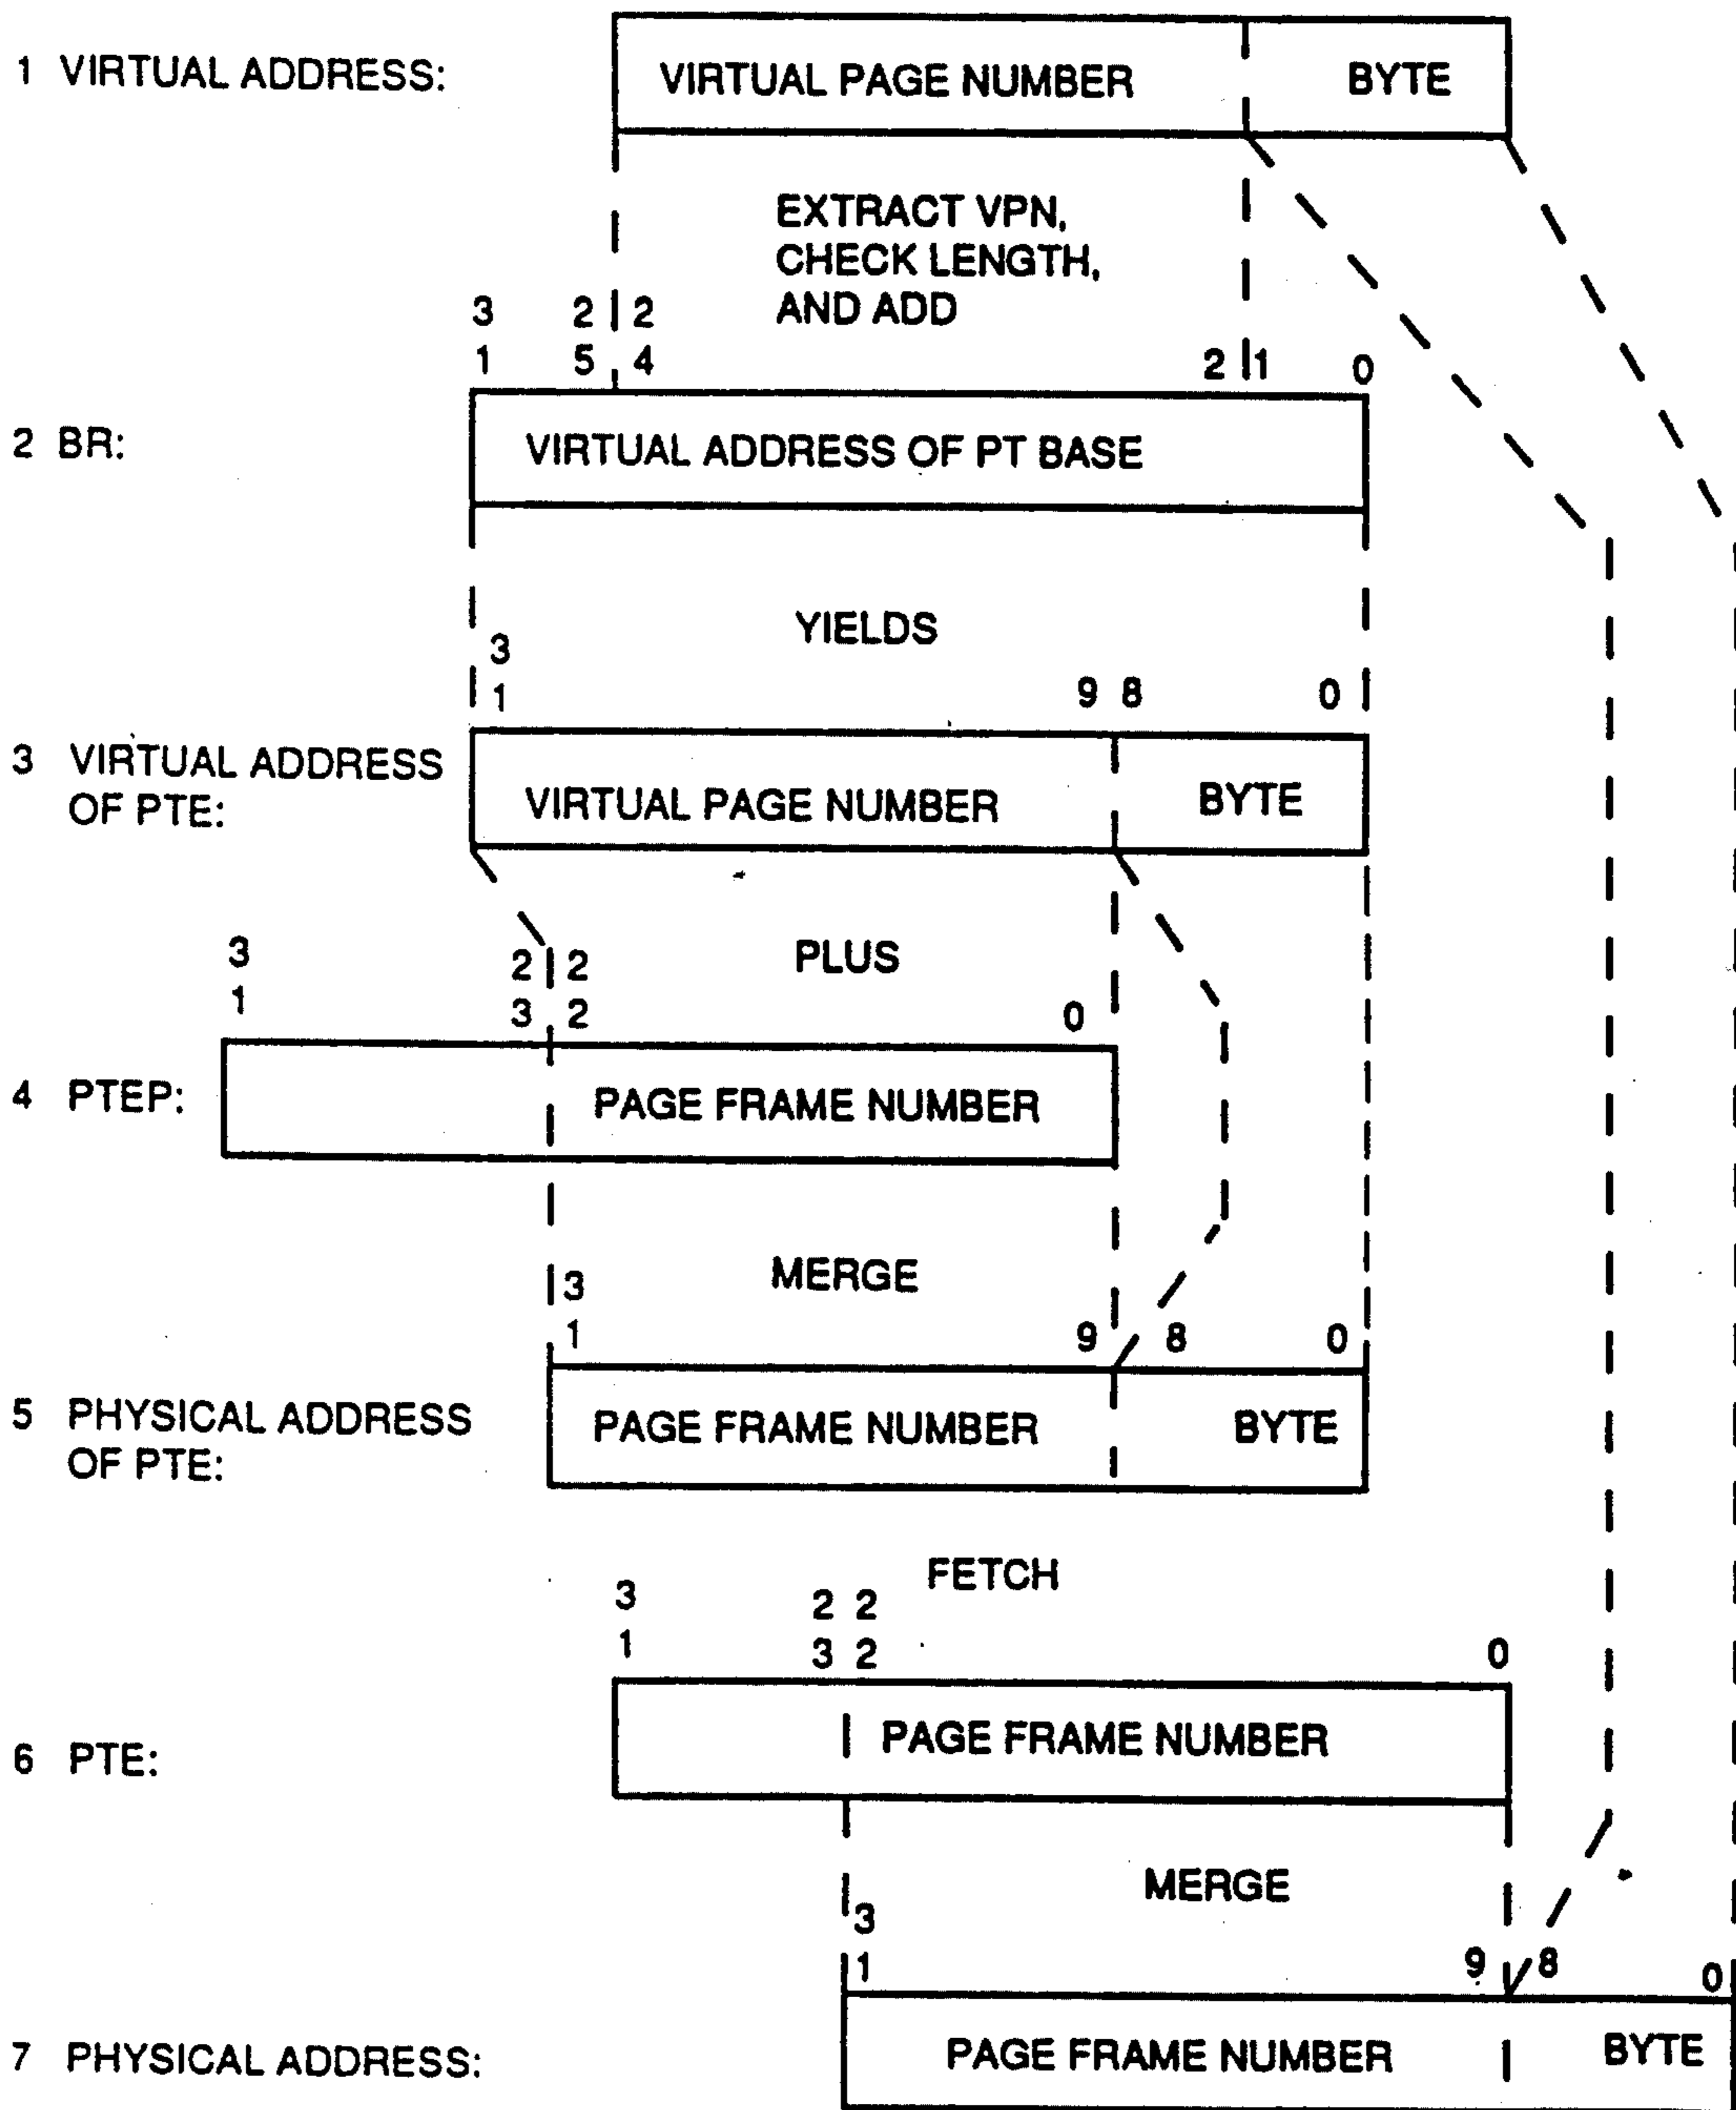 1 VIRTUAL ADDRESS: VIRTUAL PAGE NUMBER BYTE
EXTRACT VPN,
CHECK LENGTH,
AND ADD
3 2 2
1 5 4 2 1 0
2 BR: VIRTUAL ADDRESS OF PT BASE
YIELDS
3
1 9 8 0
3 VIRTUAL ADDRESS
OF PTE: VIRTUAL PAGE NUMBER BYTE
PLUS
3 2 2
1 3 2 0
4 PTEP: PAGE FRAME NUMBER
MERGE
3
1 9 8 0
5 PHYSICAL ADDRESS
OF PTE: PAGE FRAME NUMBER BYTE
FETCH
3 2 2
1 3 2 0
6 PTE: PAGE FRAME NUMBER
MERGE
3
1 9 8 0
7 PHYSICAL ADDRESS: PAGE FRAME NUMBER BYTE